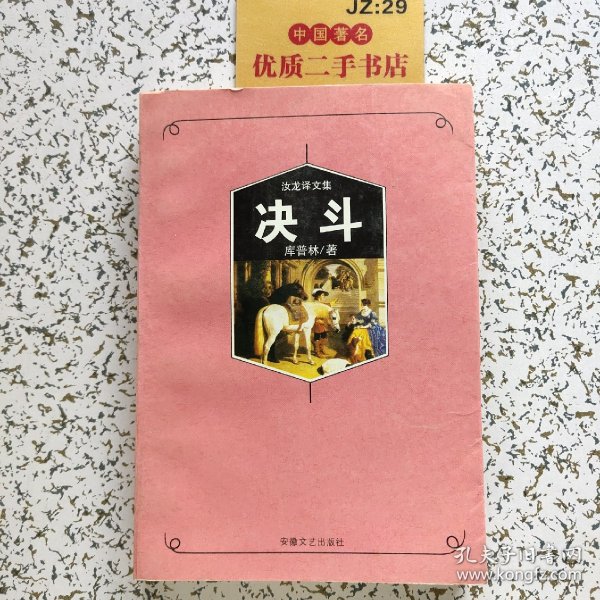 JZ:29
中国著名
优质二手书店
汝龙译文集
决斗
库普林/著
安徽文艺出版社
孔夫子旧书网
www.kongfz.com